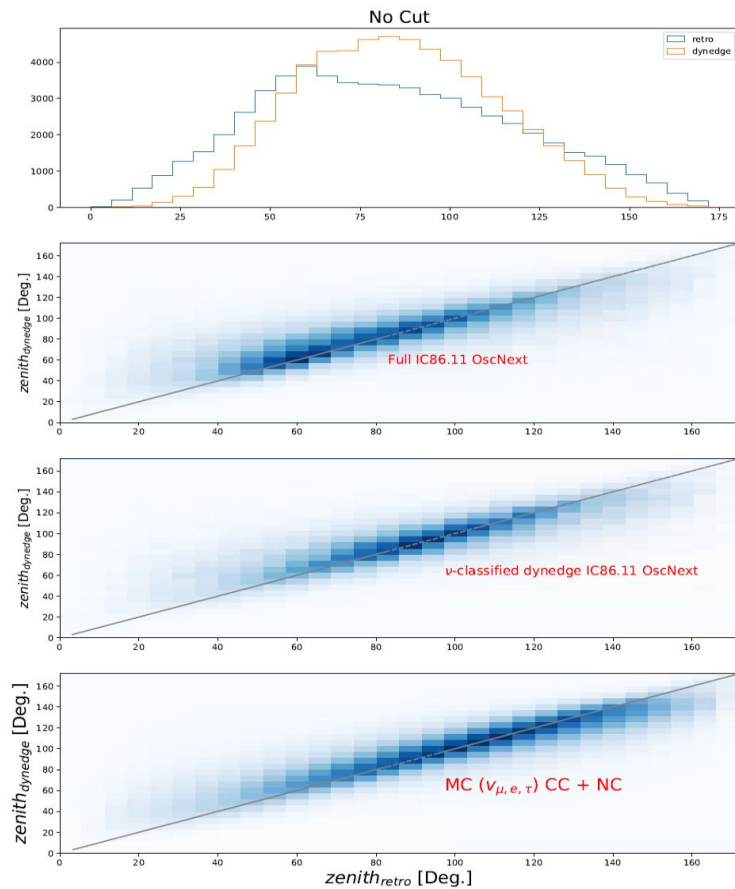 No Cut
retro
dynedge
4000
3000
2000
1000
0
0 25 50 75 100 125 150 175
zenith_dynedge [Deg.]
160
140
120
100
80
60
40
20
0
Full IC86.11 OscNext
0 20 40 60 80 100 120 140 160
zenith_dynedge [Deg.]
160
140
120
100
80
60
40
20
0
ν-classified dynedge IC86.11 OscNext
0 20 40 60 80 100 120 140 160
zenith_dynedge [Deg.]
160
140
120
100
80
60
40
20
0
MC (ν_μ, e, τ) CC + NC
0 20 40 60 80 100 120 140 160
zenith_retro [Deg.]